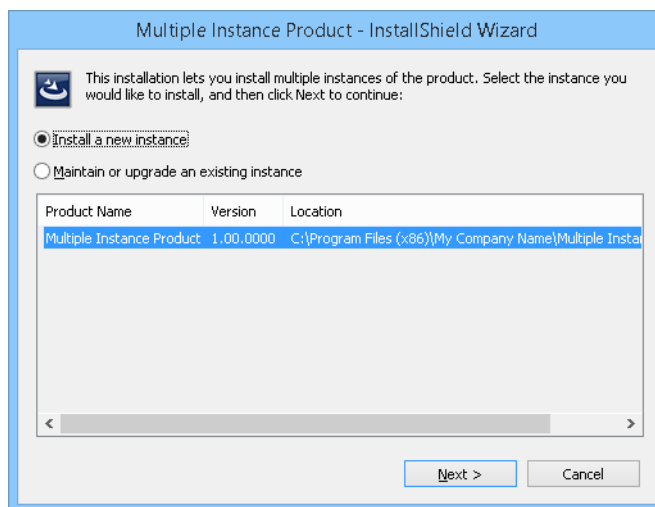 Multiple Instance Product - InstallShield Wizard
This installation lets you install multiple instances of the product. Select the instance you
would like to install, and then click Next to continue:
Install a new instance
Maintain or upgrade an existing instance
Product Name Version Location
Multiple Instance Product 1.00.0000 C:\Program Files (x86)\My Company Name\Multiple Instar
Next > Cancel